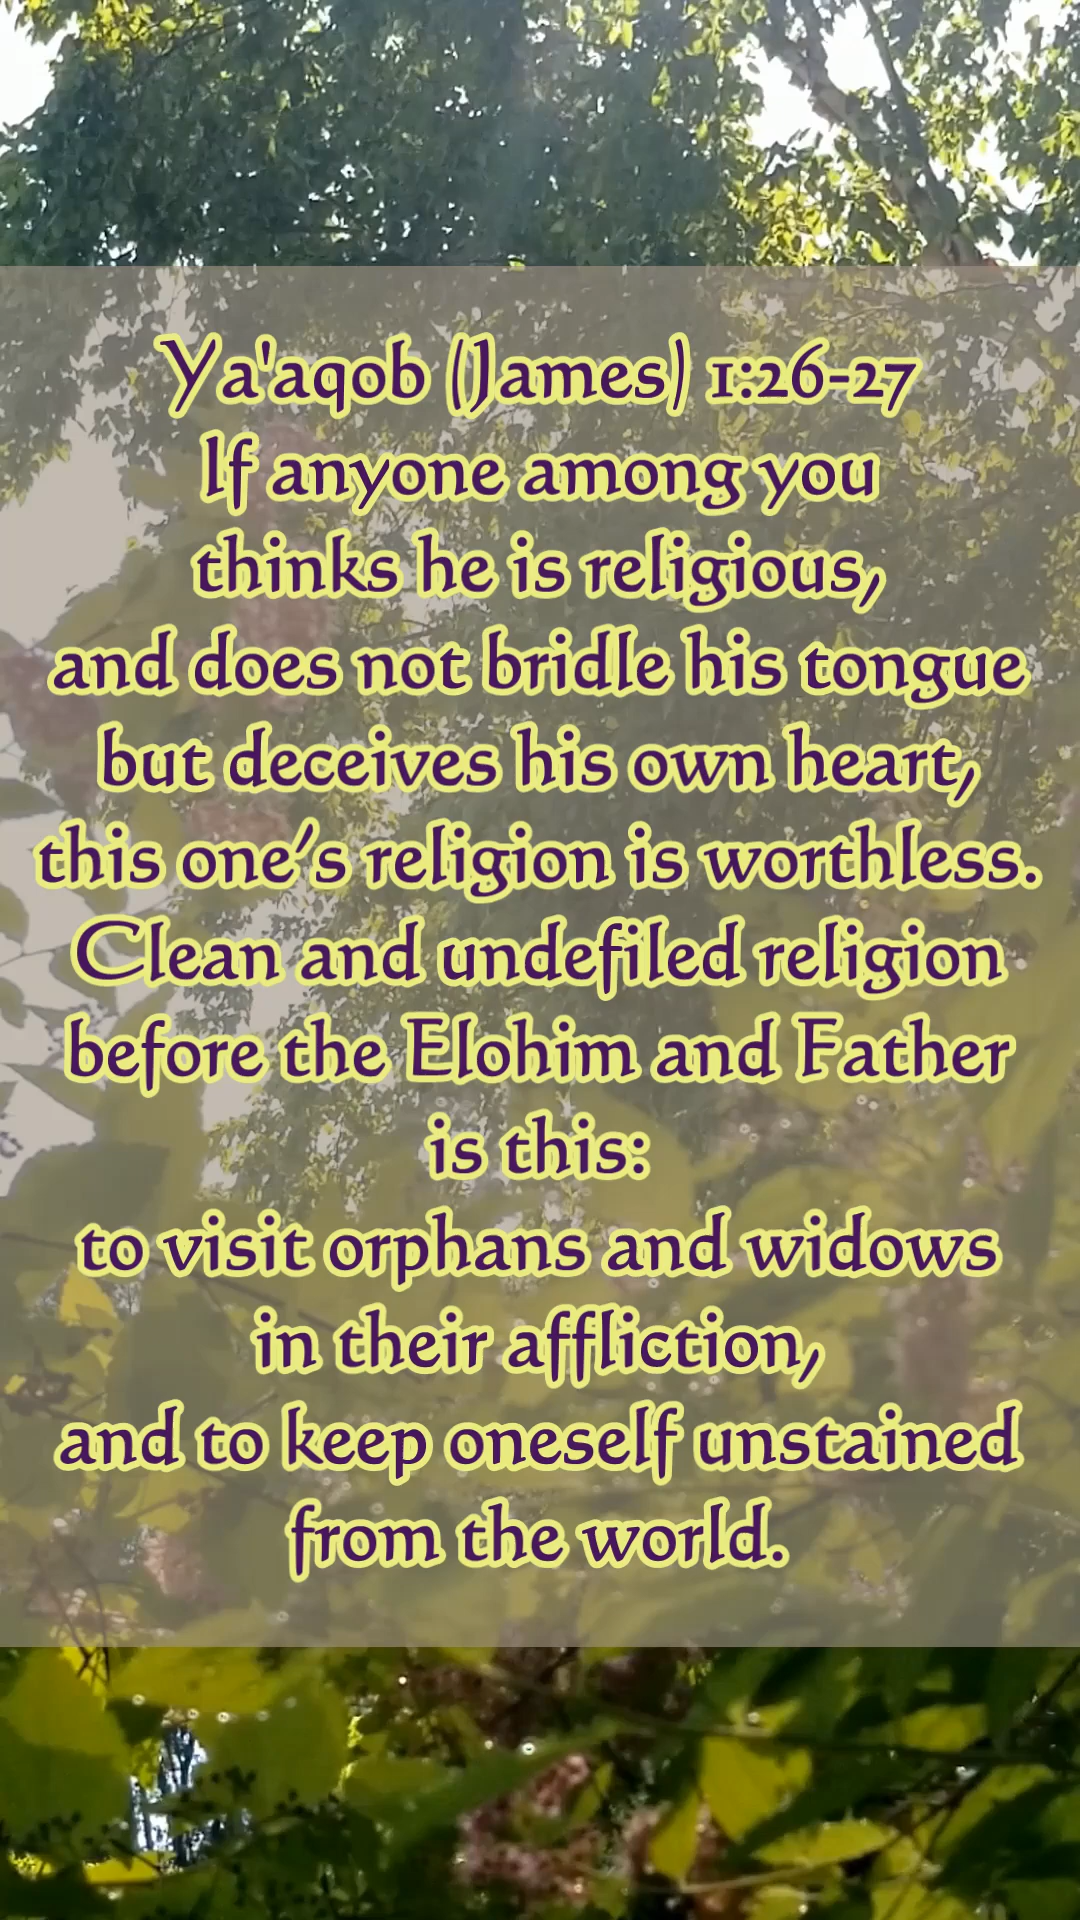 Ya'aqob (James) 1:26-27
If anyone among you
thinks he is religious,
and does not bridle his tongue
but deceives his own heart,
this one’s religion is worthless.
Clean and undefiled religion
before the Elohim and Father
is this:
to visit orphans and widows
in their affliction,
and to keep oneself unstained
from the world.